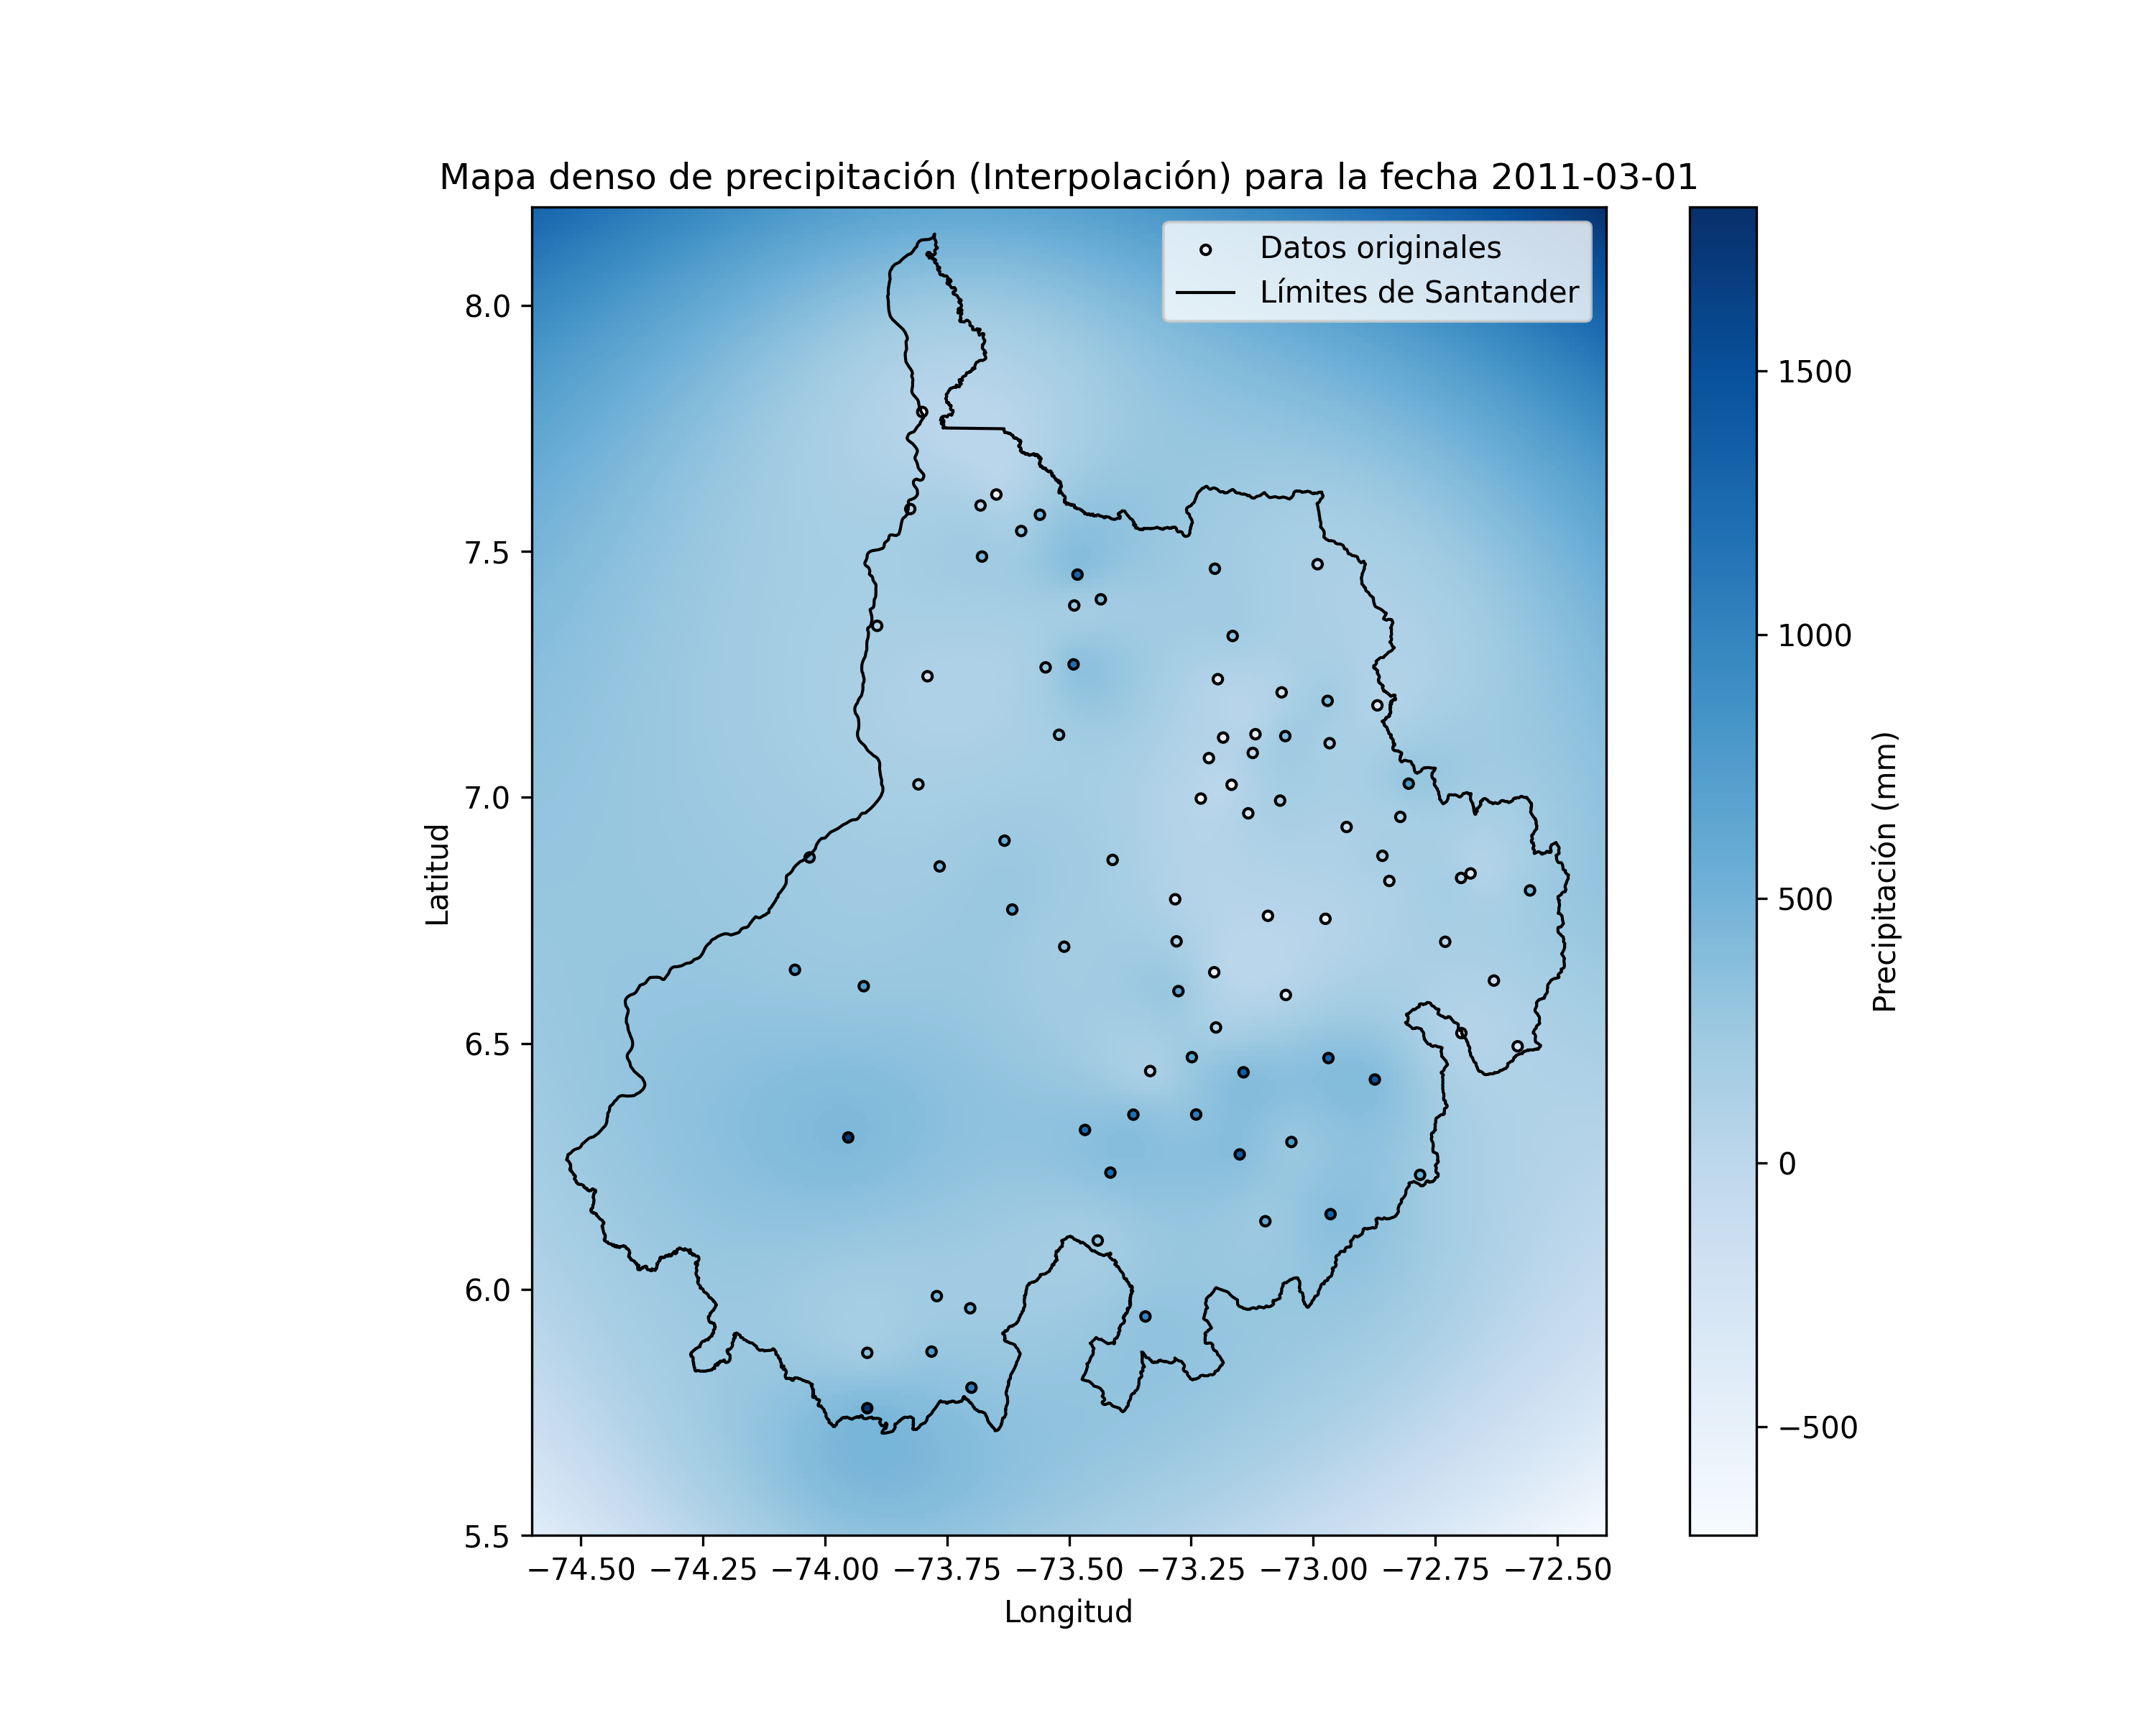 Mapa denso de precipitación (Interpolación) para la fecha 2011-03-01
Datos originales
Límites de Santander
8.0
7.5
7.0
6.5
6.0
5.5
Latitud
−74.50 −74.25 −74.00 −73.75 −73.50 −73.25 −73.00 −72.75 −72.50
Longitud
1500
1000
500
0
−500
Precipitación (mm)